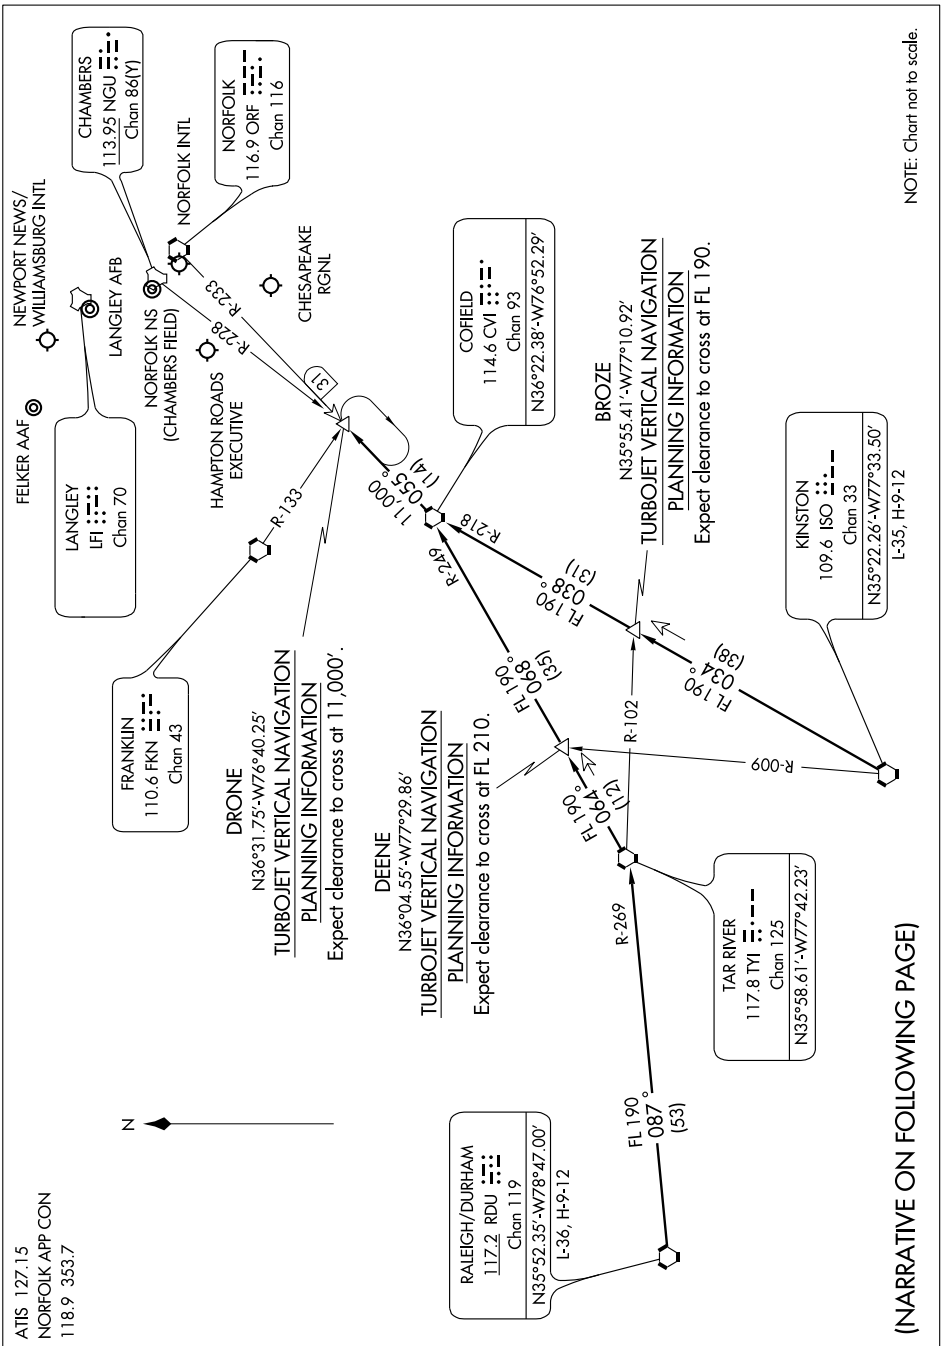 ATIS 127.15
NORFOLK APP CON
118.9 353.7
N
FELKER AAF
NEWPORT NEWS/
WILLIAMSBURG INTL
LANGLEY
LFI
Chan 70
LANGLEY AFB
CHAMBERS
113.95 NGU
Chan 86(Y)
NORFOLK NS
(CHAMBERS FIELD)
NORFOLK INTL
NORFOLK
116.9 ORF
Chan 116
HAMPTON ROADS
EXECUTIVE
CHESAPEAKE
RGNL
R-233
R-228
31
FRANKLIN
110.6 FKN
Chan 43
R-133
DRONE
N36°31.75'-W76°40.25'
TURBOJET VERTICAL NAVIGATION
PLANNING INFORMATION
Expect clearance to cross at 11,000'.
11,000
055°
(14)
COFIELD
114.6 CVI
Chan 93
N36°22.38'-W76°52.29'
R-249
R-218
DEENE
N36°04.55'-W77°29.86'
TURBOJET VERTICAL NAVIGATION
PLANNING INFORMATION
Expect clearance to cross at FL 210.
FL 190
068°
(35)
FL 190
038°
(31)
BROZE
N35°55.41'-W77°10.92'
TURBOJET VERTICAL NAVIGATION
PLANNING INFORMATION
Expect clearance to cross at FL 190.
FL 190
064°
(12)
R-102
R-009
FL 190
034°
(38)
RALEIGH/DURHAM
117.2 RDU
Chan 119
N35°52.35'-W78°47.00'
L-36, H-9-12
FL 190
087°
(53)
R-269
TAR RIVER
117.8 TYI
Chan 125
N35°58.61'-W77°42.23'
KINSTON
109.6 ISO
Chan 33
N35°22.26'-W77°33.50'
L-35, H-9-12
(NARRATIVE ON FOLLOWING PAGE)
NOTE: Chart not to scale.